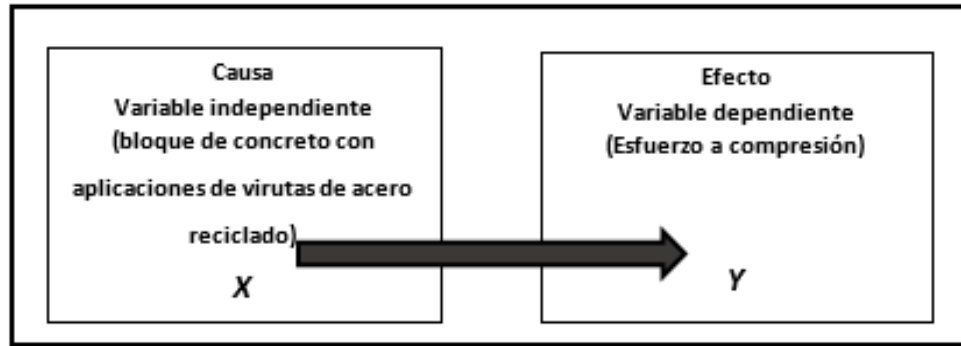 Causa
Variable independiente
(bloque de concreto con
aplicaciones de virutas de acero
reciclado)
X
Efecto
Variable dependiente
(Esfuerzo a compresión)
Y